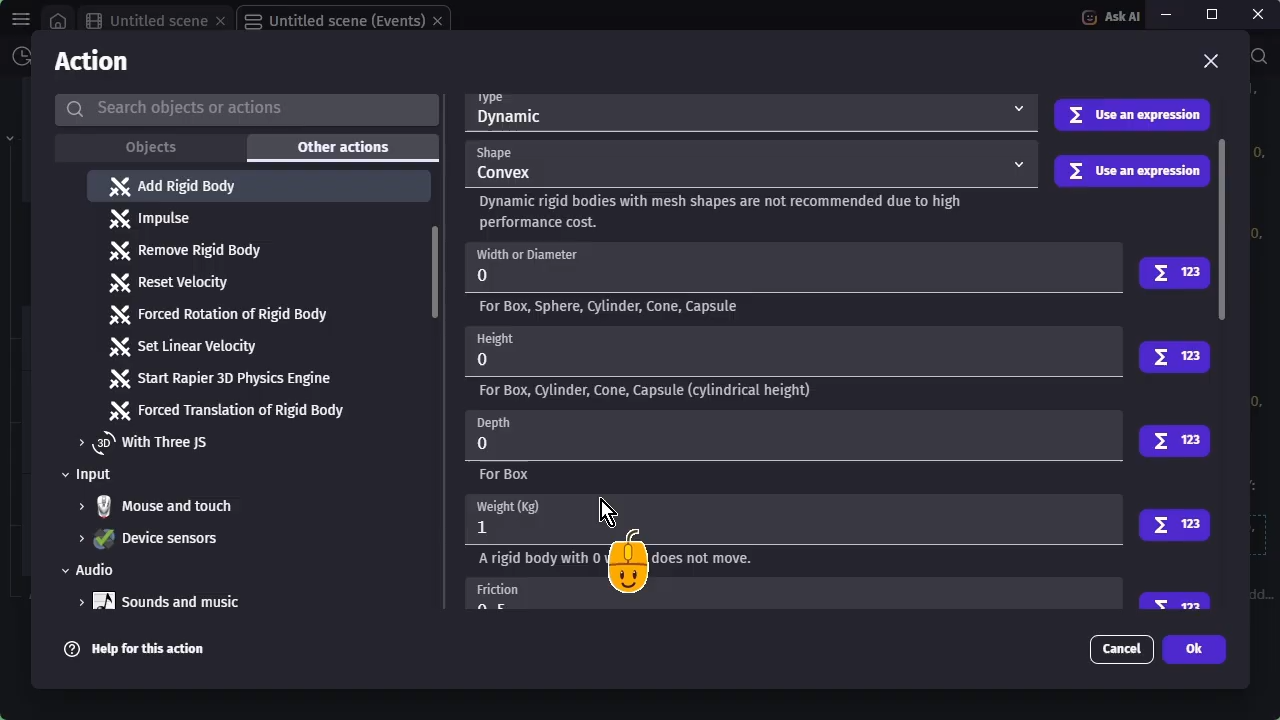 Untitled scene
Untitled scene (Events)
Ask AI
Action
Search objects or actions
Objects
Other actions
Add Rigid Body
Impulse
Remove Rigid Body
Reset Velocity
Forced Rotation of Rigid Body
Set Linear Velocity
Start Rapier 3D Physics Engine
Forced Translation of Rigid Body
3D With Three JS
Input
Mouse and touch
Device sensors
Audio
Sounds and music
Type
Dynamic
Use an expression
Shape
Convex
Use an expression
Dynamic rigid bodies with mesh shapes are not recommended due to high
performance cost.
Width or Diameter
0
Σ 123
For Box, Sphere, Cylinder, Cone, Capsule
Height
0
Σ 123
For Box, Cylinder, Cone, Capsule (cylindrical height)
Depth
0
Σ 123
For Box
Weight (Kg)
1
Σ 123
A rigid body with 0 does not move.
Friction
0.5
Σ 123
Help for this action
Cancel
Ok